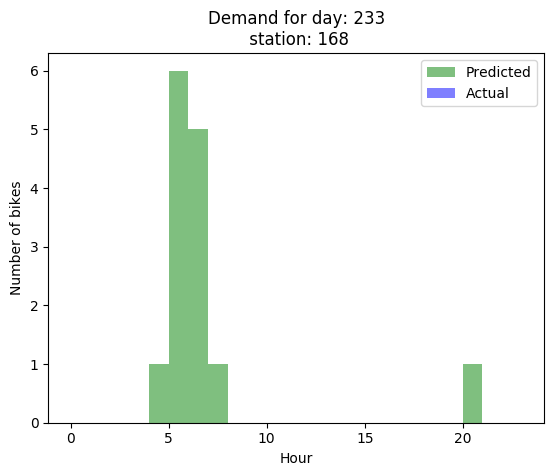 Demand for day: 233
station: 168
Predicted
Actual
Number of bikes
6
5
4
3
2
1
0
0
5
10
15
20
Hour